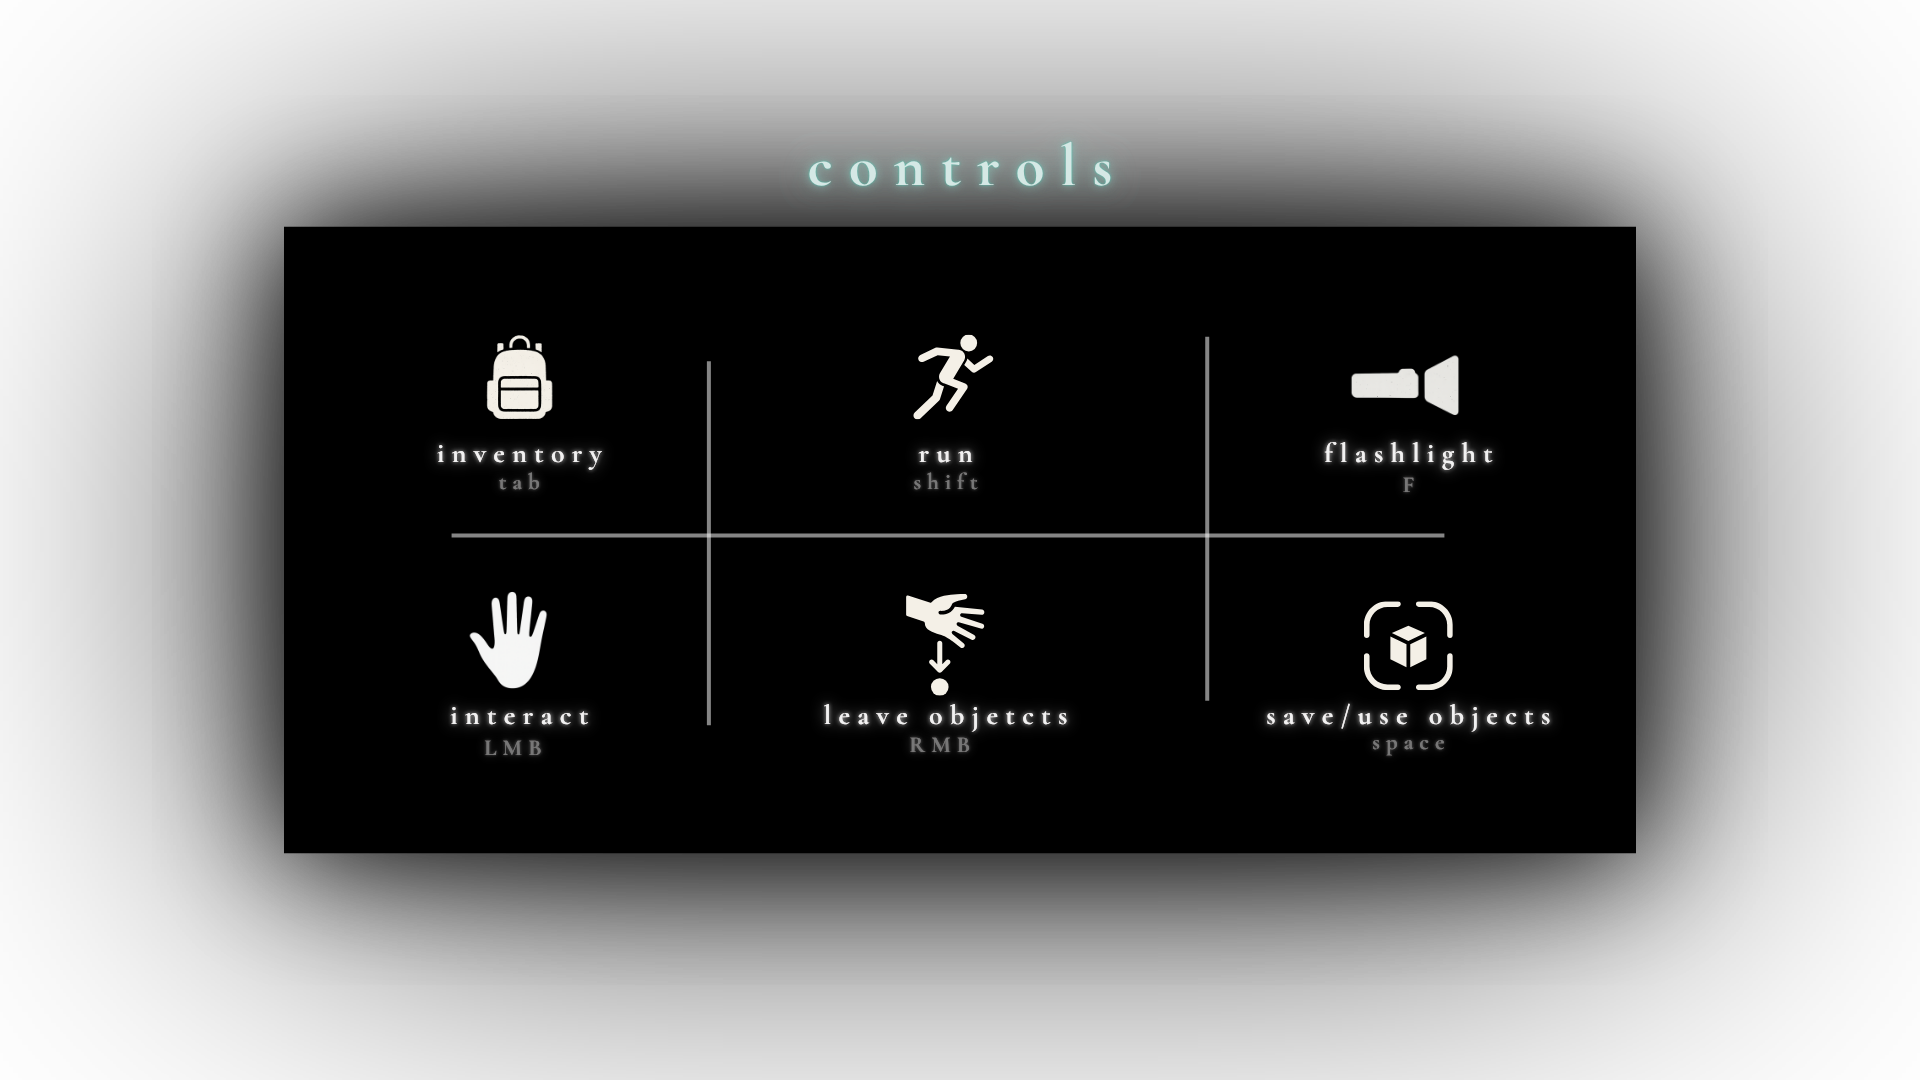 controls
inventory
tab
run
shift
flashlight
F
interact
LMB
leave objetcts
RMB
save/use objects
space